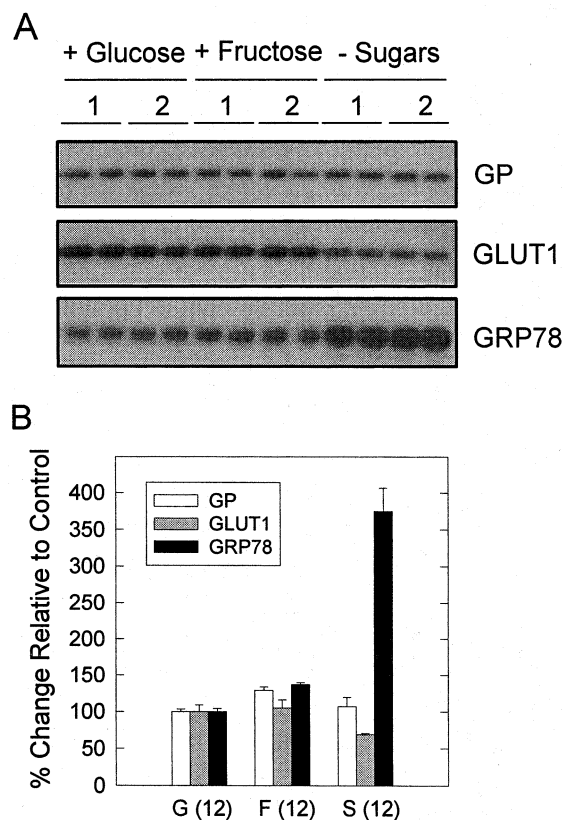 A
+ Glucose + Fructose - Sugars
1 2 1 2 1 2
GP
GLUT1
GRP78
B
% Change Relative to Control
400
350
300
250
200
150
100
50
0
GP
GLUT1
GRP78
G (12) F (12) S (12)